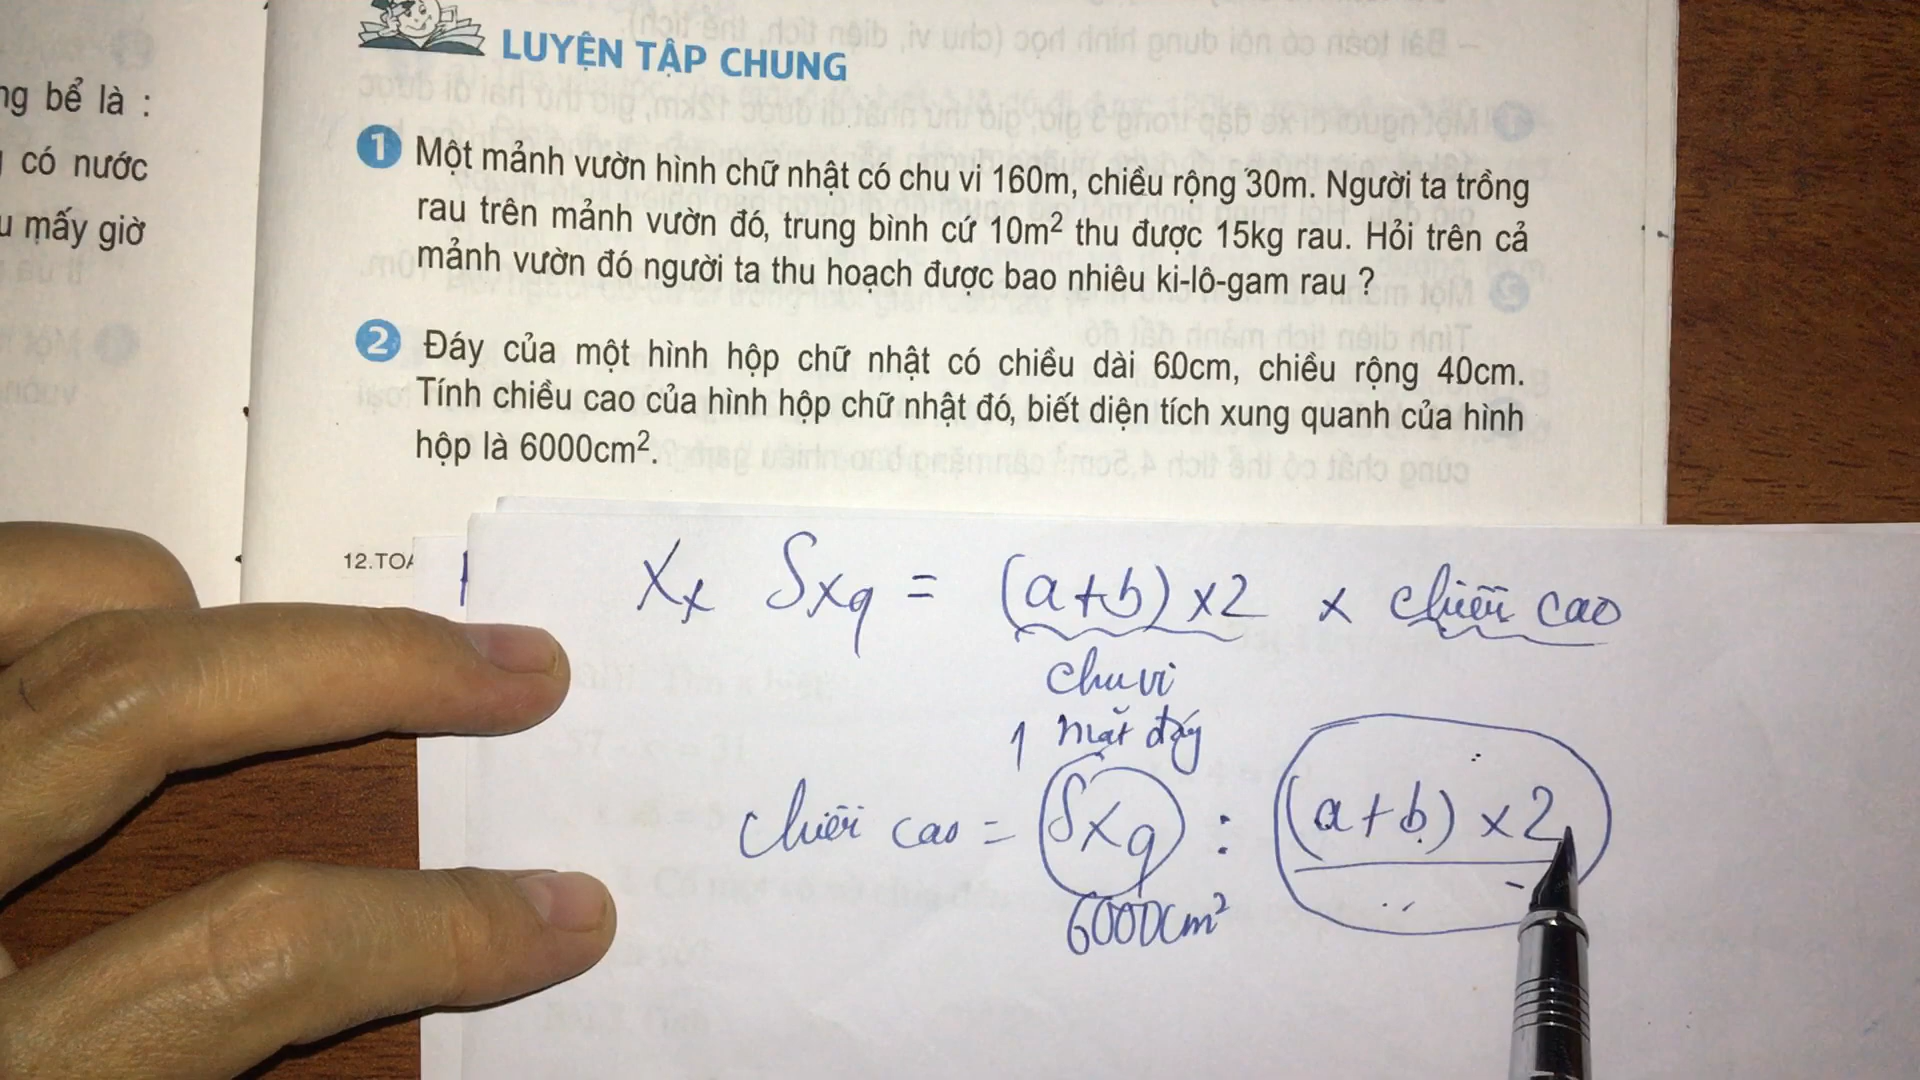 ng bể là :
có nước
u mấy giờ
LUYỆN TẬP CHUNG
1 Một mảnh vườn hình chữ nhật có chu vi 160m, chiều rộng 30m. Người ta trồng
rau trên mảnh vườn đó, trung bình cứ 10m² thu được 15kg rau. Hỏi trên cả
mảnh vườn đó người ta thu hoạch được bao nhiêu ki-lô-gam rau ?
2 Đáy của một hình hộp chữ nhật có chiều dài 60cm, chiều rộng 40cm.
Tính chiều cao của hình hộp chữ nhật đó, biết diện tích xung quanh của hình
hộp là 6000cm².
12.TOA
Sxq = (a+b) x2 x chiều cao
chu vi
1 mặt đáy
chiều cao = Sxq : (a+b) x2
6000cm²